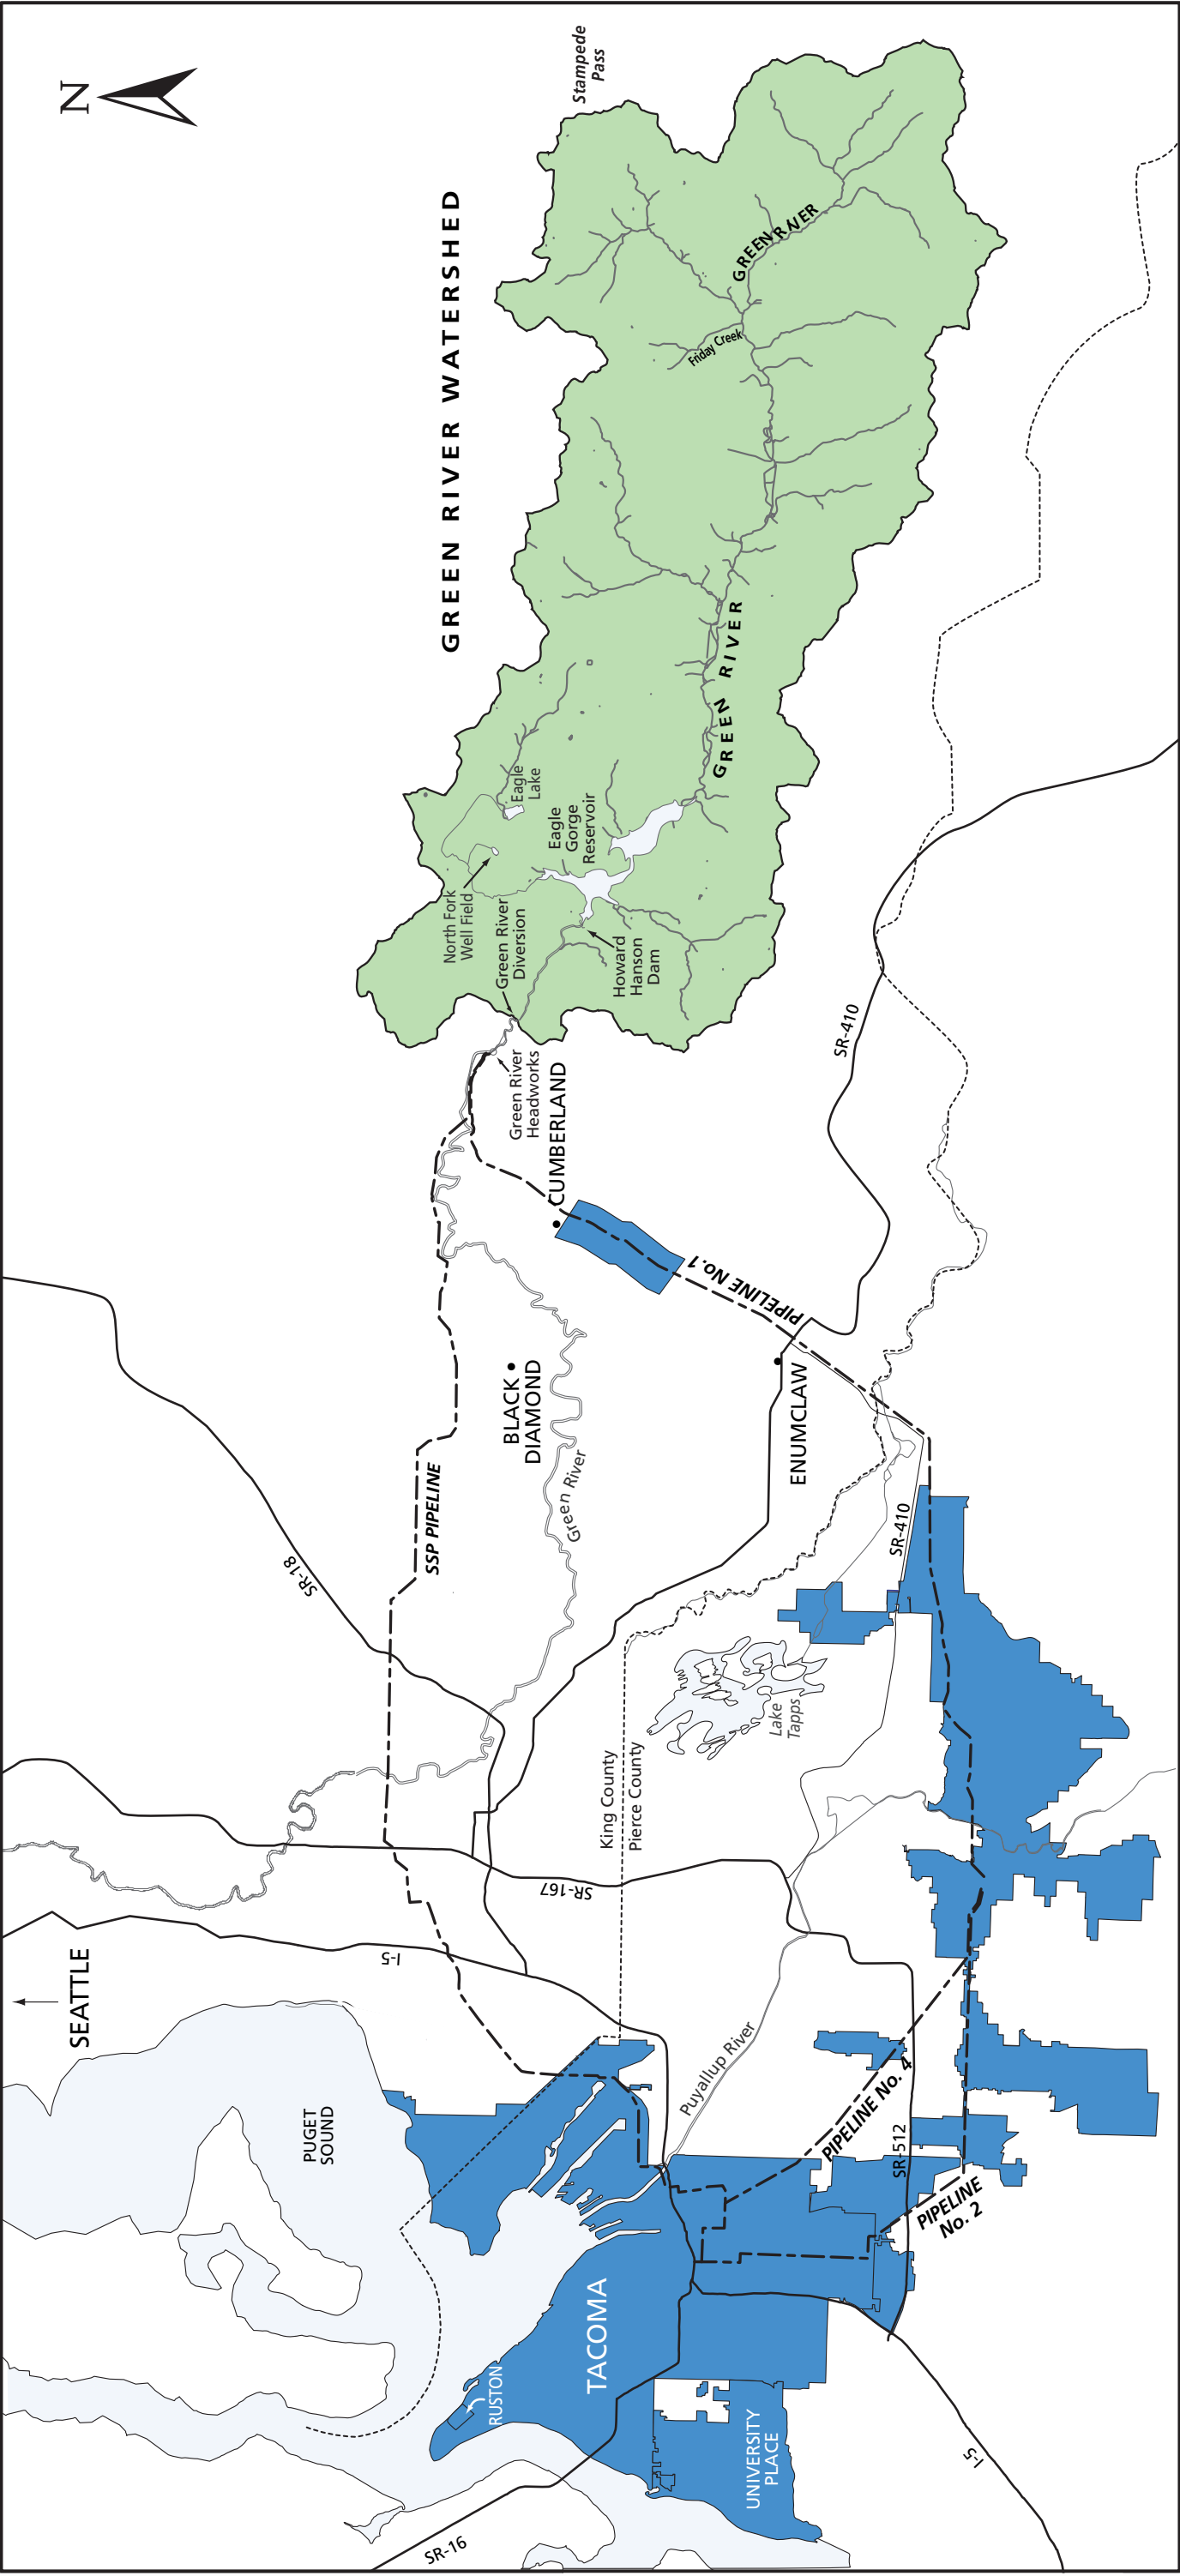 N
Stampede
Pass
GREEN RIVER WATERSHED
GREEN RIVER
Friday Creek
GREEN RIVER
Eagle
Lake
Eagle
Gorge
Reservoir
North Fork
Well Field
Green River
Diversion
Howard
Hanson
Dam
Green River
Headworks
CUMBERLAND
SR-410
PIPELINE No.1
BLACK
DIAMOND
ENUMCLAW
Green River
SSP PIPELINE
SR-18
SR-410
Lake
Tapps
King County
Pierce County
SR-167
I-5
SEATTLE
PUGET
SOUND
Puyallup River
PIPELINE No. 4
SR-512
PIPELINE
No. 2
TACOMA
RUSTON
UNIVERSITY
PLACE
I-5
SR-16